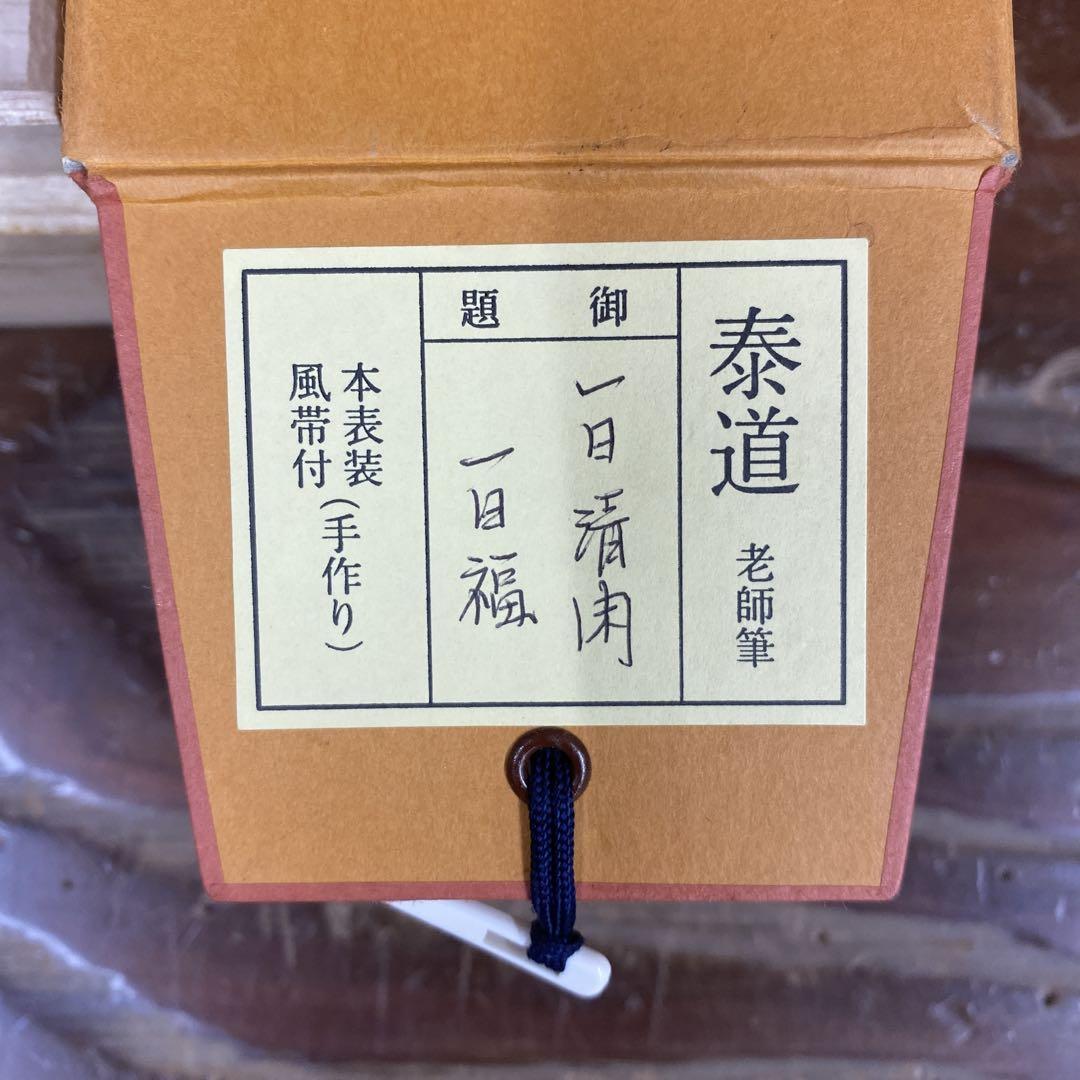 泰道 老師筆
御題
一日清閑
一日福
本表装
風帯付
(手作り)